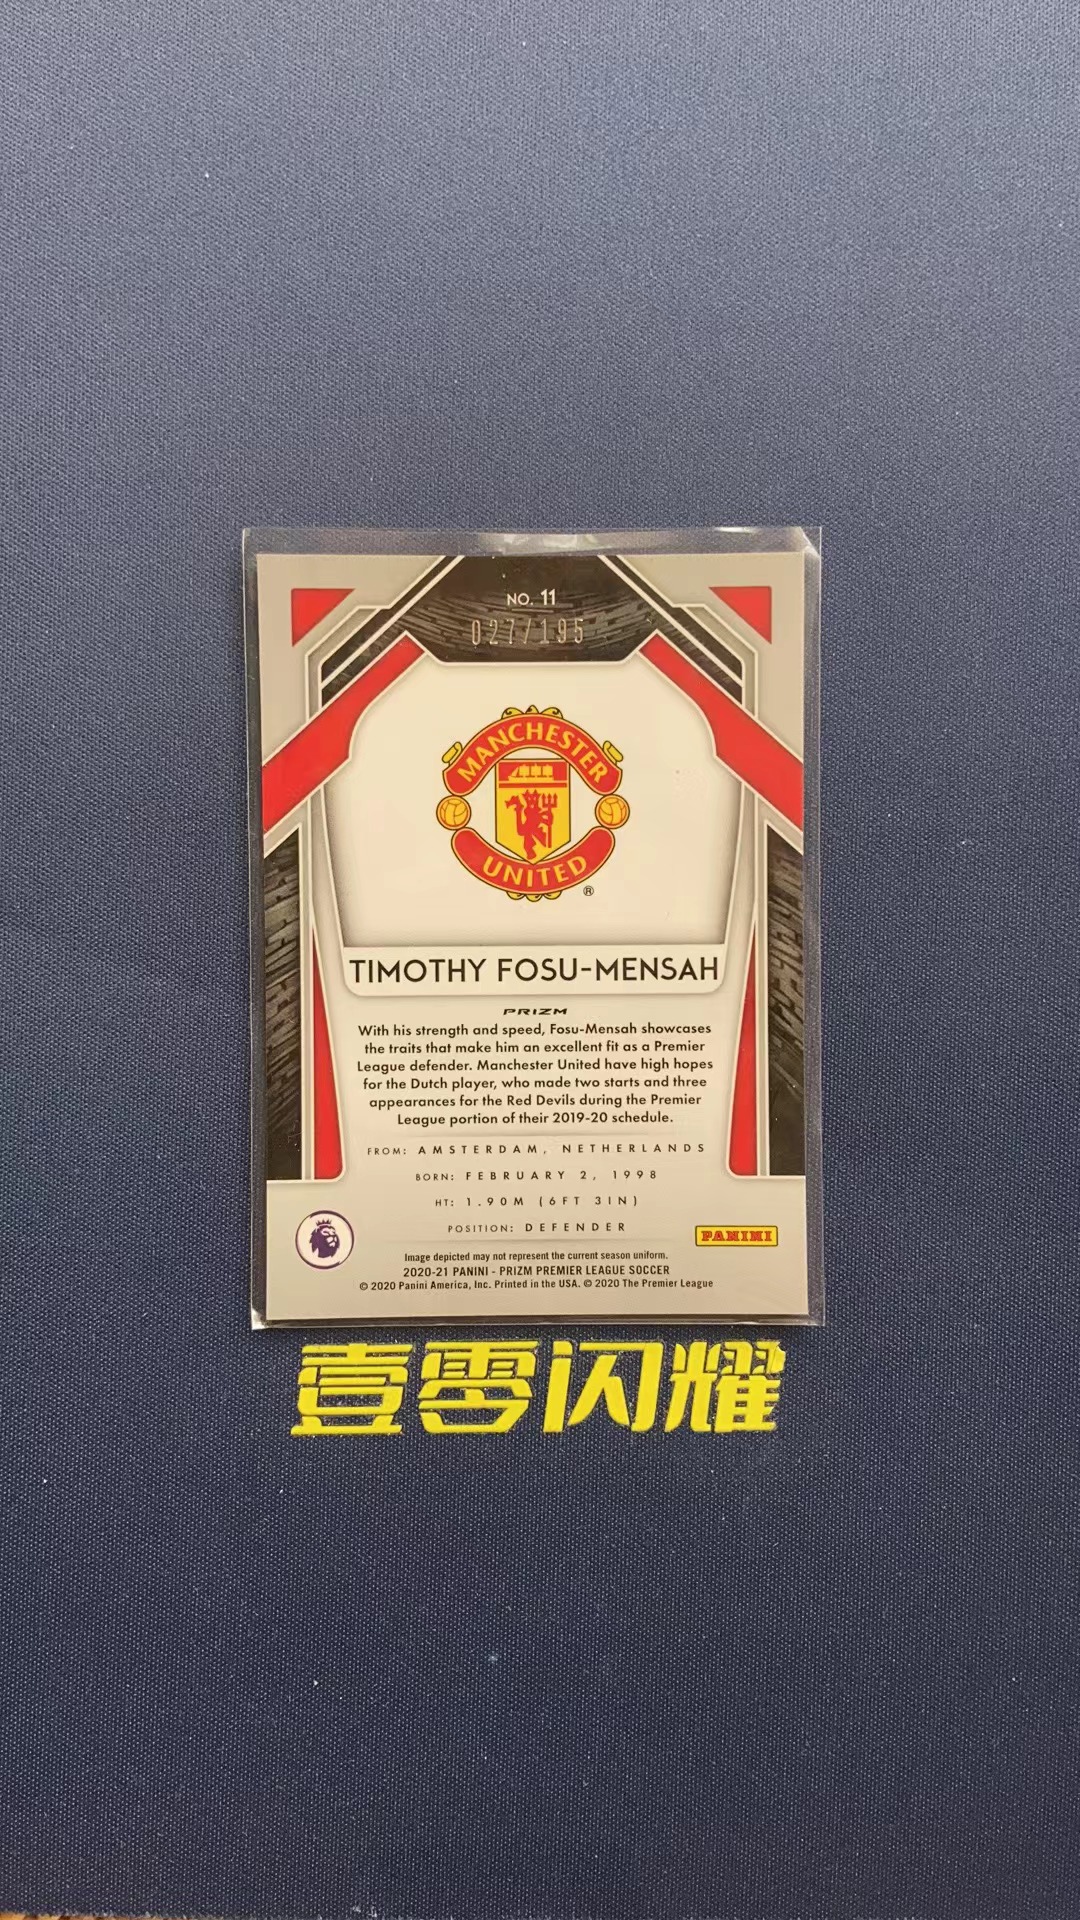 NO. 11
027/195
MANCHESTER
UNITED
®
TIMOTHY FOSU-MENSAH
PRIZM
With his strength and speed, Fosu-Mensah showcases
the traits that make him an excellent fit as a Premier
League defender. Manchester United have high hopes
for the Dutch player, who made two starts and three
appearances for the Red Devils during the Premier
League portion of their 2019-20 schedule.
FROM: AMSTERDAM, NETHERLANDS
BORN: FEBRUARY 2, 1998
HT: 1.90M (6FT 3IN)
POSITION: DEFENDER
PANINI
Image depicted may not represent the current season uniform.
2020-21 PANINI - PRIZM PREMIER LEAGUE SOCCER
© 2020 Panini America, Inc. Printed in the USA. © 2020 The Premier League
壹零闪耀